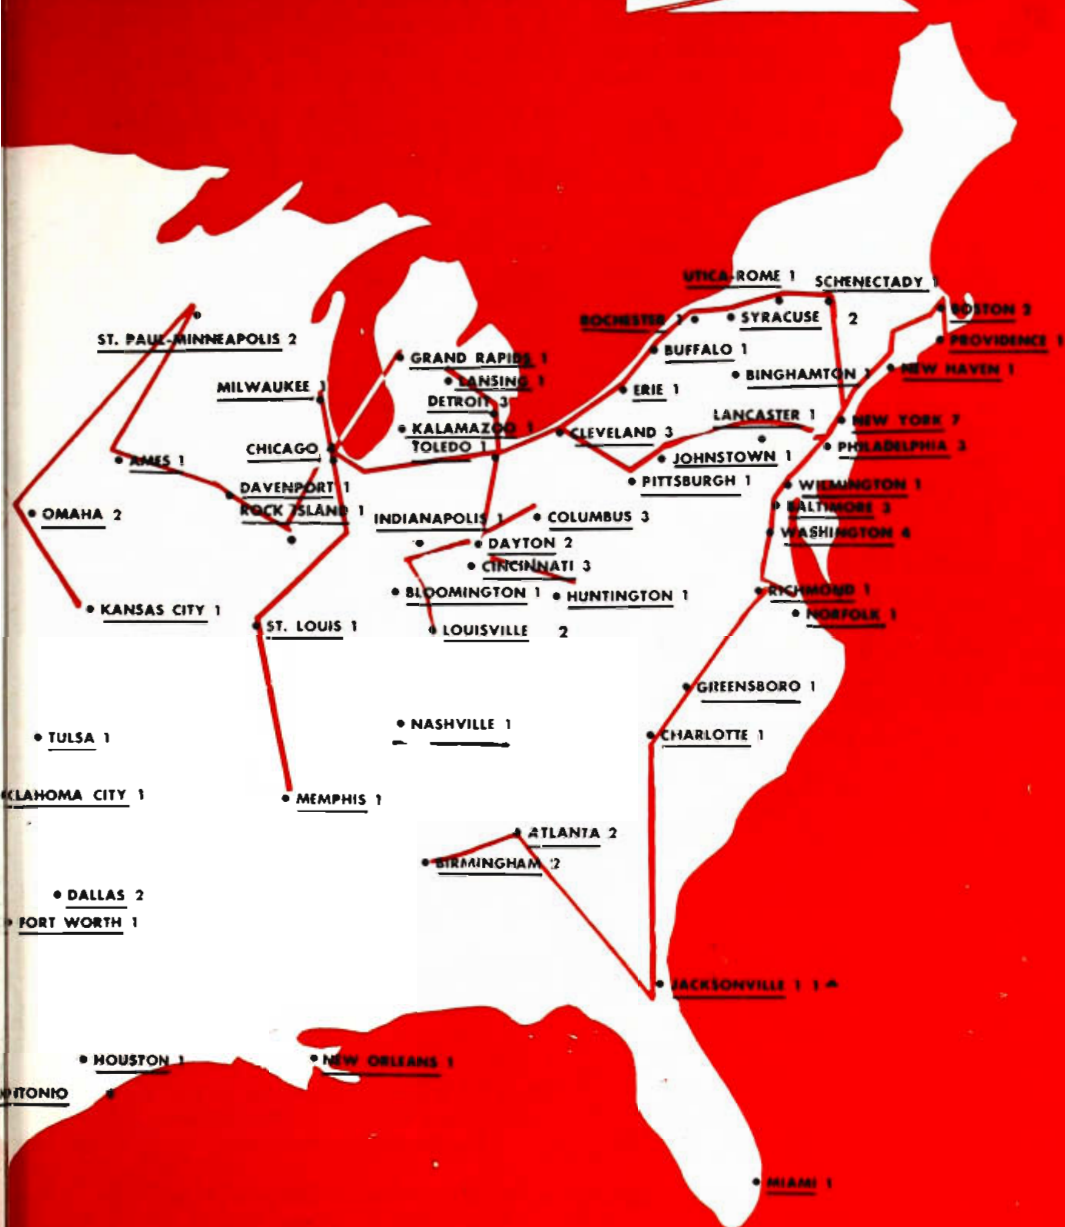 UTICA-ROME 1
SCHENECTADY 1
BOSTON 2
ROCHESTER 1
SYRACUSE 2
ST. PAUL-MINNEAPOLIS 2
PROVIDENCE 1
BUFFALO 1
GRAND RAPIDS 1
NEW HAVEN 1
BINGHAMTON 1
LANSING 1
MILWAUKEE 1
ERIE 1
DETROIT 3
LANCASTER 1
NEW YORK 7
KALAMAZOO 1
CLEVELAND 3
CHICAGO
TOLEDO 1
PHILADELPHIA 3
AMES 1
JOHNSTOWN 1
PITTSBURGH 1
DAVENPORT 1
WILMINGTON 1
ROCK ISLAND 1
BALTIMORE 3
OMAHA 2
INDIANAPOLIS 1
COLUMBUS 3
WASHINGTON 4
DAYTON 2
CINCINNATI 3
RICHMOND 1
BLOOMINGTON 1
HUNTINGTON 1
KANSAS CITY 1
NORFOLK 1
ST. LOUIS 1
LOUISVILLE 2
GREENSBORO 1
NASHVILLE 1
TULSA 1
CHARLOTTE 1
KLAHOMA CITY 1
MEMPHIS 1
ATLANTA 2
BIRMINGHAM 2
DALLAS 2
FORT WORTH 1
JACKSONVILLE 1 1
HOUSTON 1
NEW ORLEANS 1
NTONIO
MIAMI 1